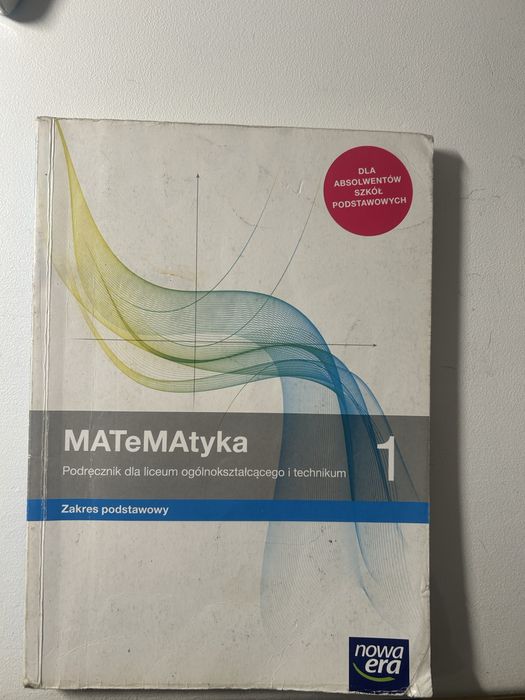 DLA
ABSOLWENTÓW
SZKÓŁ
PODSTAWOWYCH
MATeMAtyka
1
Podręcznik dla liceum ogólnokształcącego i technikum
Zakres podstawowy
nowa
era